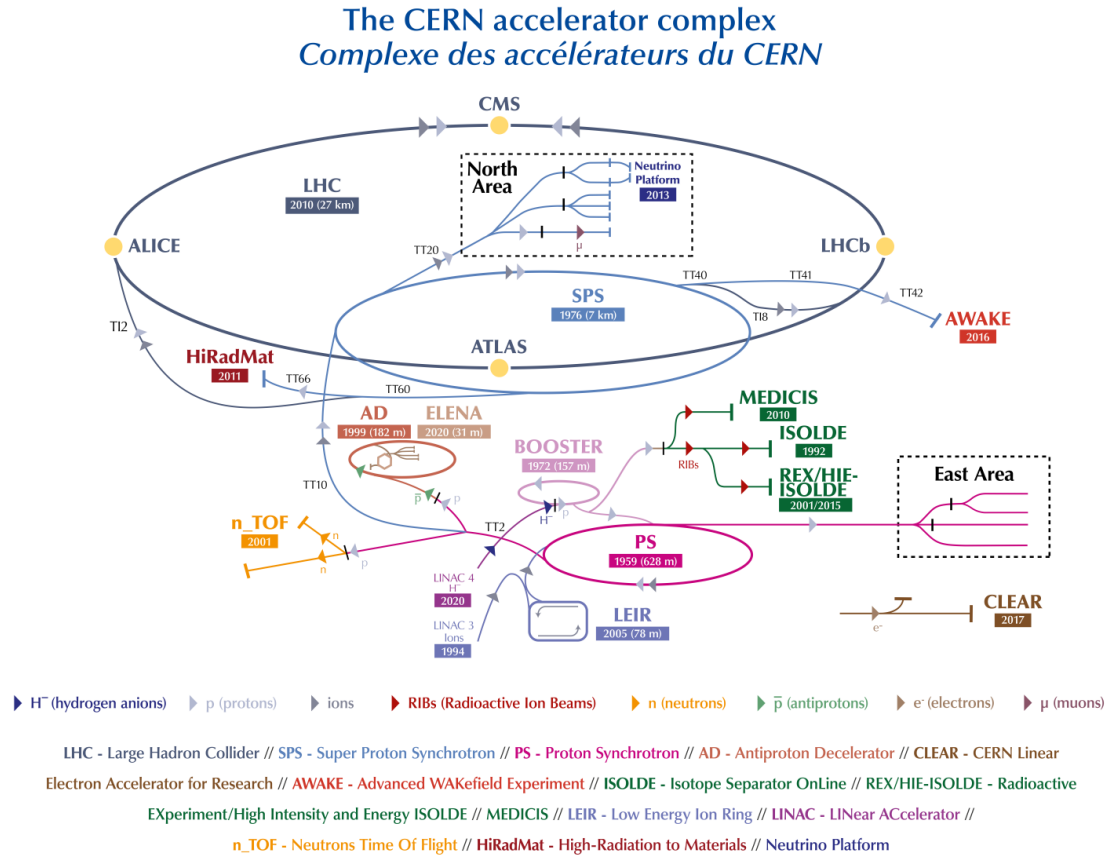 The CERN accelerator complex
Complexe des accélérateurs du CERN
CMS
North
Area
Neutrino
Platform
2013
LHC
2010 (27 km)
ALICE
TT20
μ
LHCb
TT40
TT41
SPS
1976 (7 km)
TT42
TI2
TI8
AWAKE
2016
ATLAS
HiRadMat
2011
TT66
TT60
MEDICIS
2010
AD
1999 (182 m)
ELENA
2020 (31 m)
BOOSTER
1972 (157 m)
ISOLDE
1992
RIBs
REX/HIE-
ISOLDE
2001/2015
East Area
TT10
p̅
p
H⁻
p
n_TOF
2001
n
n
p
TT2
PS
1959 (628 m)
LINAC 4
H⁻
2020
LEIR
2005 (78 m)
LINAC 3
Ions
1994
CLEAR
2017
e⁻
H⁻ (hydrogen anions)
p (protons)
ions
RIBs (Radioactive Ion Beams)
n (neutrons)
p̅ (antiprotons)
e⁻ (electrons)
μ (muons)
LHC - Large Hadron Collider // SPS - Super Proton Synchrotron // PS - Proton Synchrotron // AD - Antiproton Decelerator // CLEAR - CERN Linear
Electron Accelerator for Research // AWAKE - Advanced WAKefield Experiment // ISOLDE - Isotope Separator OnLine // REX/HIE-ISOLDE - Radioactive
EXperiment/High Intensity and Energy ISOLDE // MEDICIS // LEIR - Low Energy Ion Ring // LINAC - LINear ACcelerator //
n_TOF - Neutrons Time Of Flight // HiRadMat - High-Radiation to Materials // Neutrino Platform